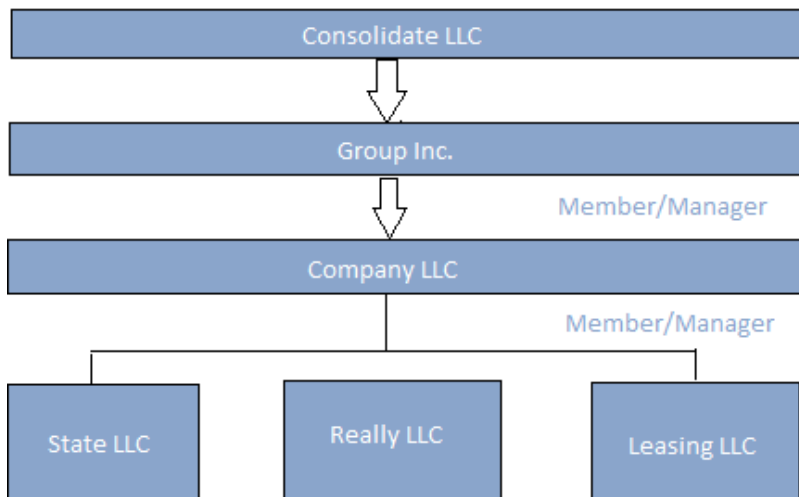 Consolidate LLC
Group Inc.
Member/Manager
Company LLC
Member/Manager
State LLC
Really LLC
Leasing LLC